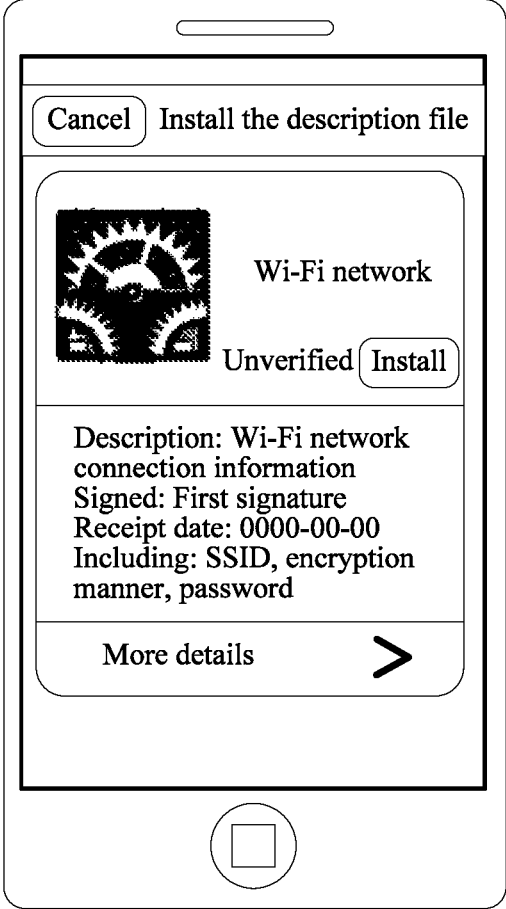 Cancel Install the description file
Wi-Fi network
Unverified Install
Description: Wi-Fi network
connection information
Signed: First signature
Receipt date: 0000-00-00
Including: SSID, encryption
manner, password
More details